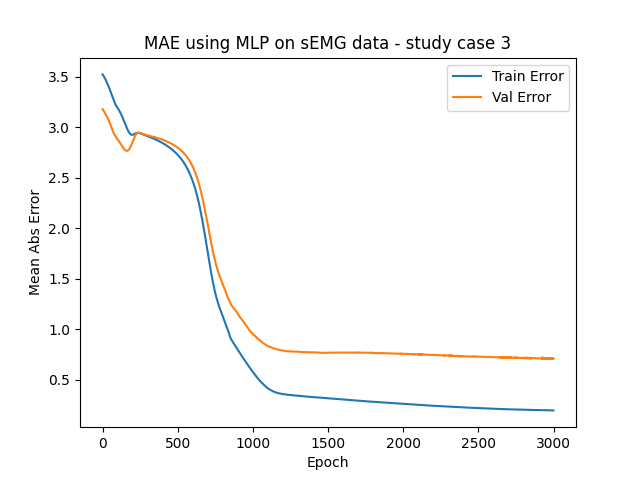 MAE using MLP on sEMG data - study case 3
Train Error
Val Error
Mean Abs Error
3.5
3.0
2.5
2.0
1.5
1.0
0.5
0
500
1000
1500
2000
2500
3000
Epoch